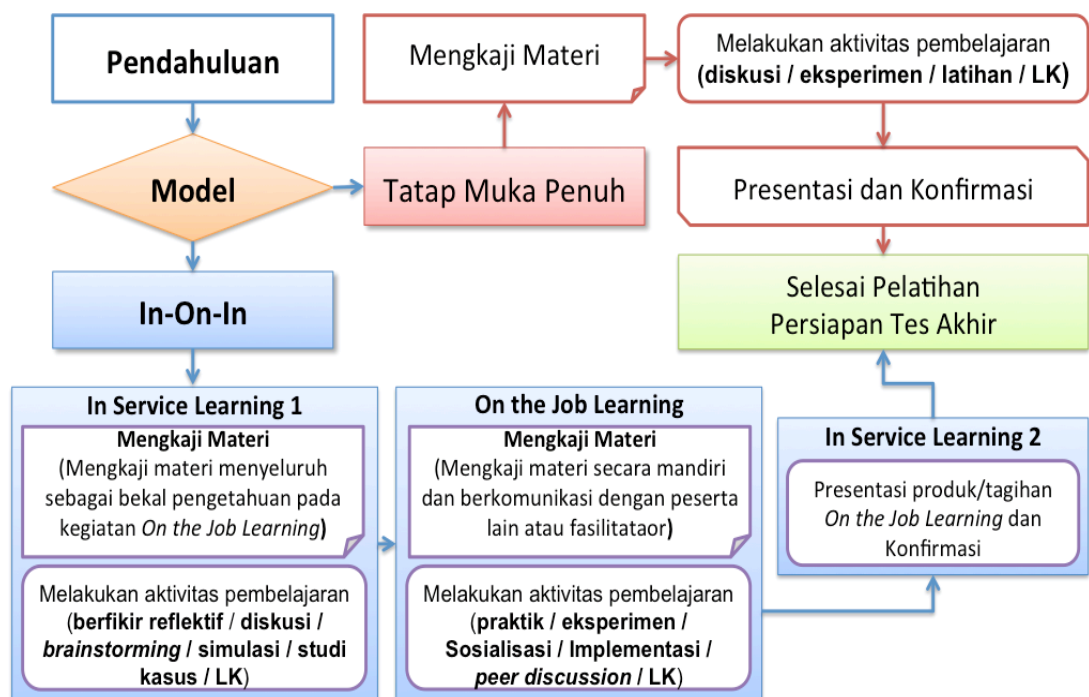 Pendahuluan
Model
Tatap Muka Penuh
Mengkaji Materi
Melakukan aktivitas pembelajaran
(diskusi / eksperimen / latihan / LK)
Presentasi dan Konfirmasi
Selesai Pelatihan
Persiapan Tes Akhir
In-On-In
In Service Learning 1
Mengkaji Materi
(Mengkaji materi menyeluruh
sebagai bekal pengetahuan pada
kegiatan On the Job Learning)
Melakukan aktivitas pembelajaran
(berfikir reflektif / diskusi /
brainstorming / simulasi / studi
kasus / LK)
On the Job Learning
Mengkaji Materi
(Mengkaji materi secara mandiri
dan berkomunikasi dengan peserta
lain atau fasilitataor)
Melakukan aktivitas pembelajaran
(praktik / eksperimen /
Sosialisasi / Implementasi /
peer discussion / LK)
In Service Learning 2
Presentasi produk/tagihan
On the Job Learning dan
Konfirmasi